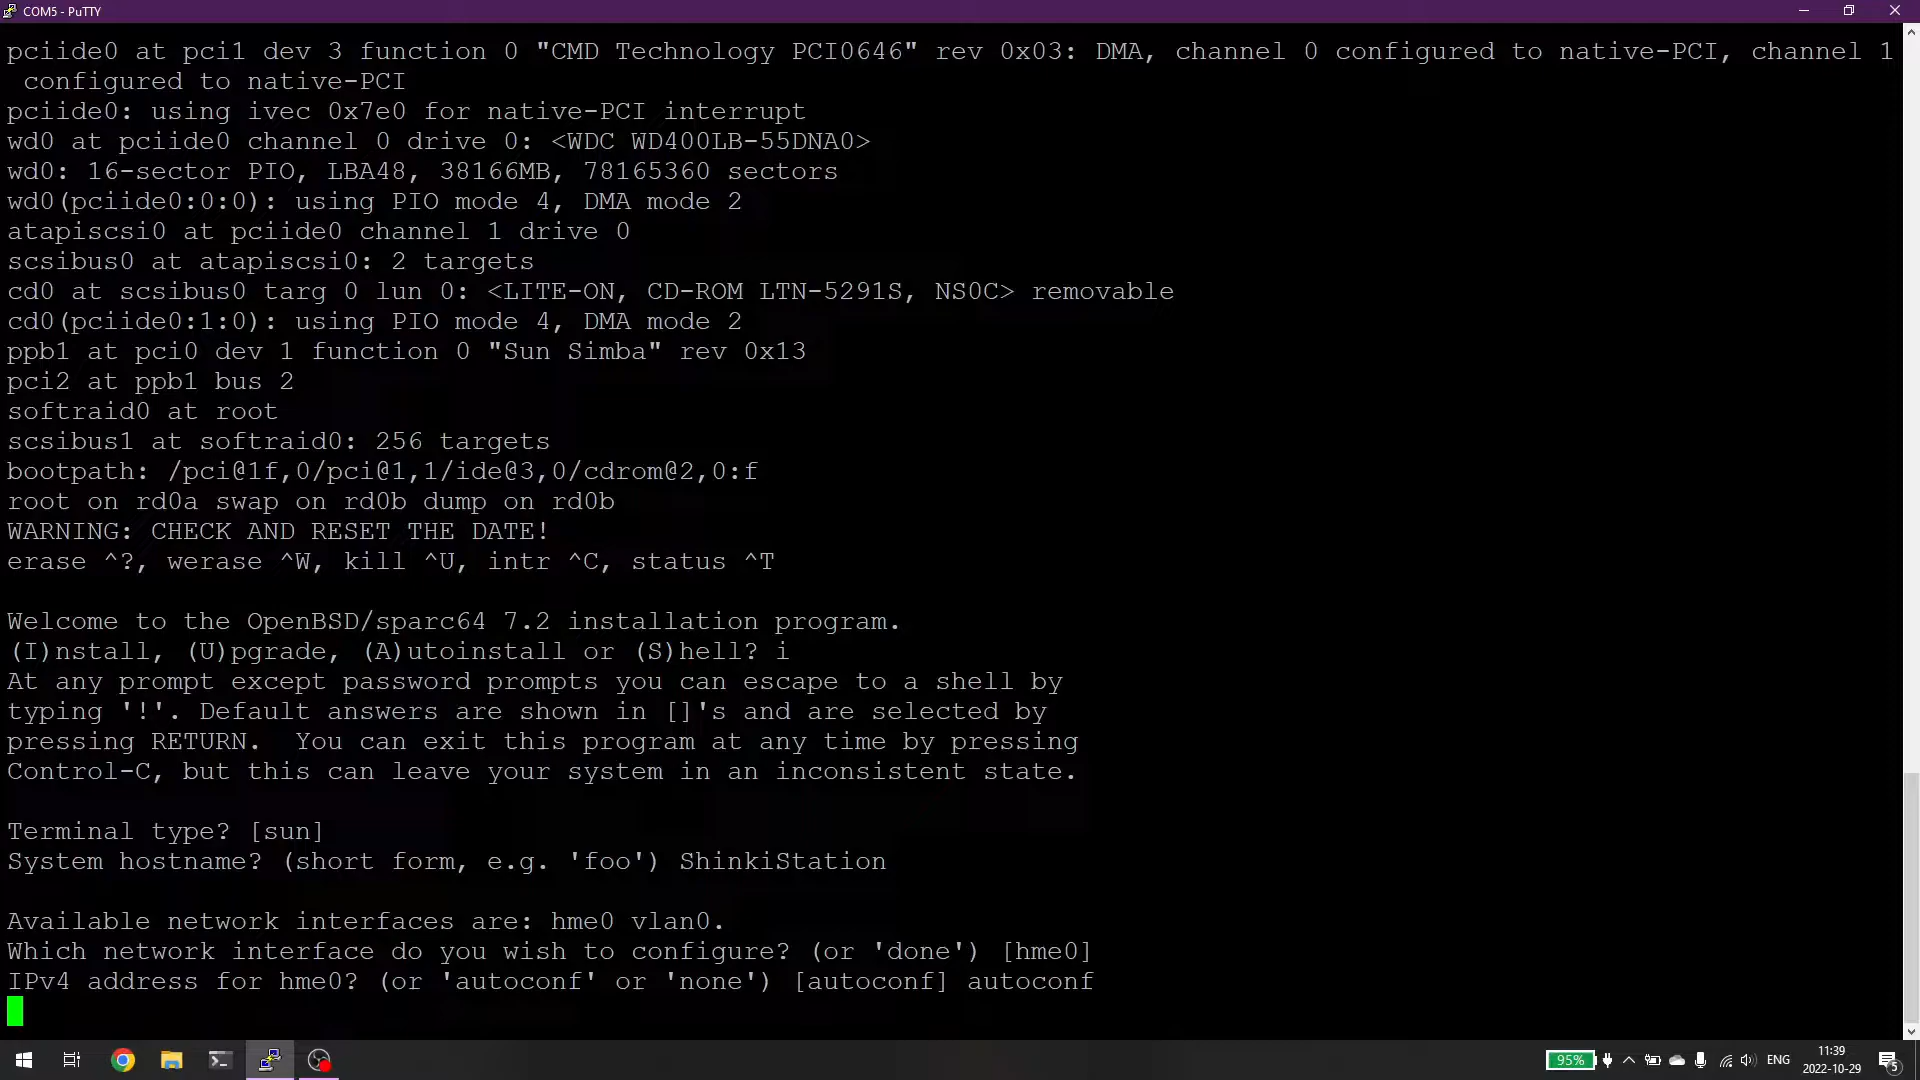 COM5 - PuTTY
pciide0 at pci1 dev 3 function 0 "CMD Technology PCI0646" rev 0x03: DMA, channel 0 configured to native-PCI, channel 1
 configured to native-PCI
pciide0: using ivec 0x7e0 for native-PCI interrupt
wd0 at pciide0 channel 0 drive 0: <WDC WD400LB-55DNA0>
wd0: 16-sector PIO, LBA48, 38166MB, 78165360 sectors
wd0(pciide0:0:0): using PIO mode 4, DMA mode 2
atapiscsi0 at pciide0 channel 1 drive 0
scsibus0 at atapiscsi0: 2 targets
cd0 at scsibus0 targ 0 lun 0: <LITE-ON, CD-ROM LTN-5291S, NS0C> removable
cd0(pciide0:1:0): using PIO mode 4, DMA mode 2
ppb1 at pci0 dev 1 function 0 "Sun Simba" rev 0x13
pci2 at ppb1 bus 2
softraid0 at root
scsibus1 at softraid0: 256 targets
bootpath: /pci@1f,0/pci@1,1/ide@3,0/cdrom@2,0:f
root on rd0a swap on rd0b dump on rd0b
WARNING: CHECK AND RESET THE DATE!
erase ^?, werase ^W, kill ^U, intr ^C, status ^T
Welcome to the OpenBSD/sparc64 7.2 installation program.
(I)nstall, (U)pgrade, (A)utoinstall or (S)hell? i
At any prompt except password prompts you can escape to a shell by
typing '!'. Default answers are shown in []'s and are selected by
pressing RETURN.  You can exit this program at any time by pressing
Control-C, but this can leave your system in an inconsistent state.
Terminal type? [sun]
System hostname? (short form, e.g. 'foo') ShinkiStation
Available network interfaces are: hme0 vlan0.
Which network interface do you wish to configure? (or 'done') [hme0]
IPv4 address for hme0? (or 'autoconf' or 'none') [autoconf] autoconf
95%
ENG
11:39
2022-10-29
5